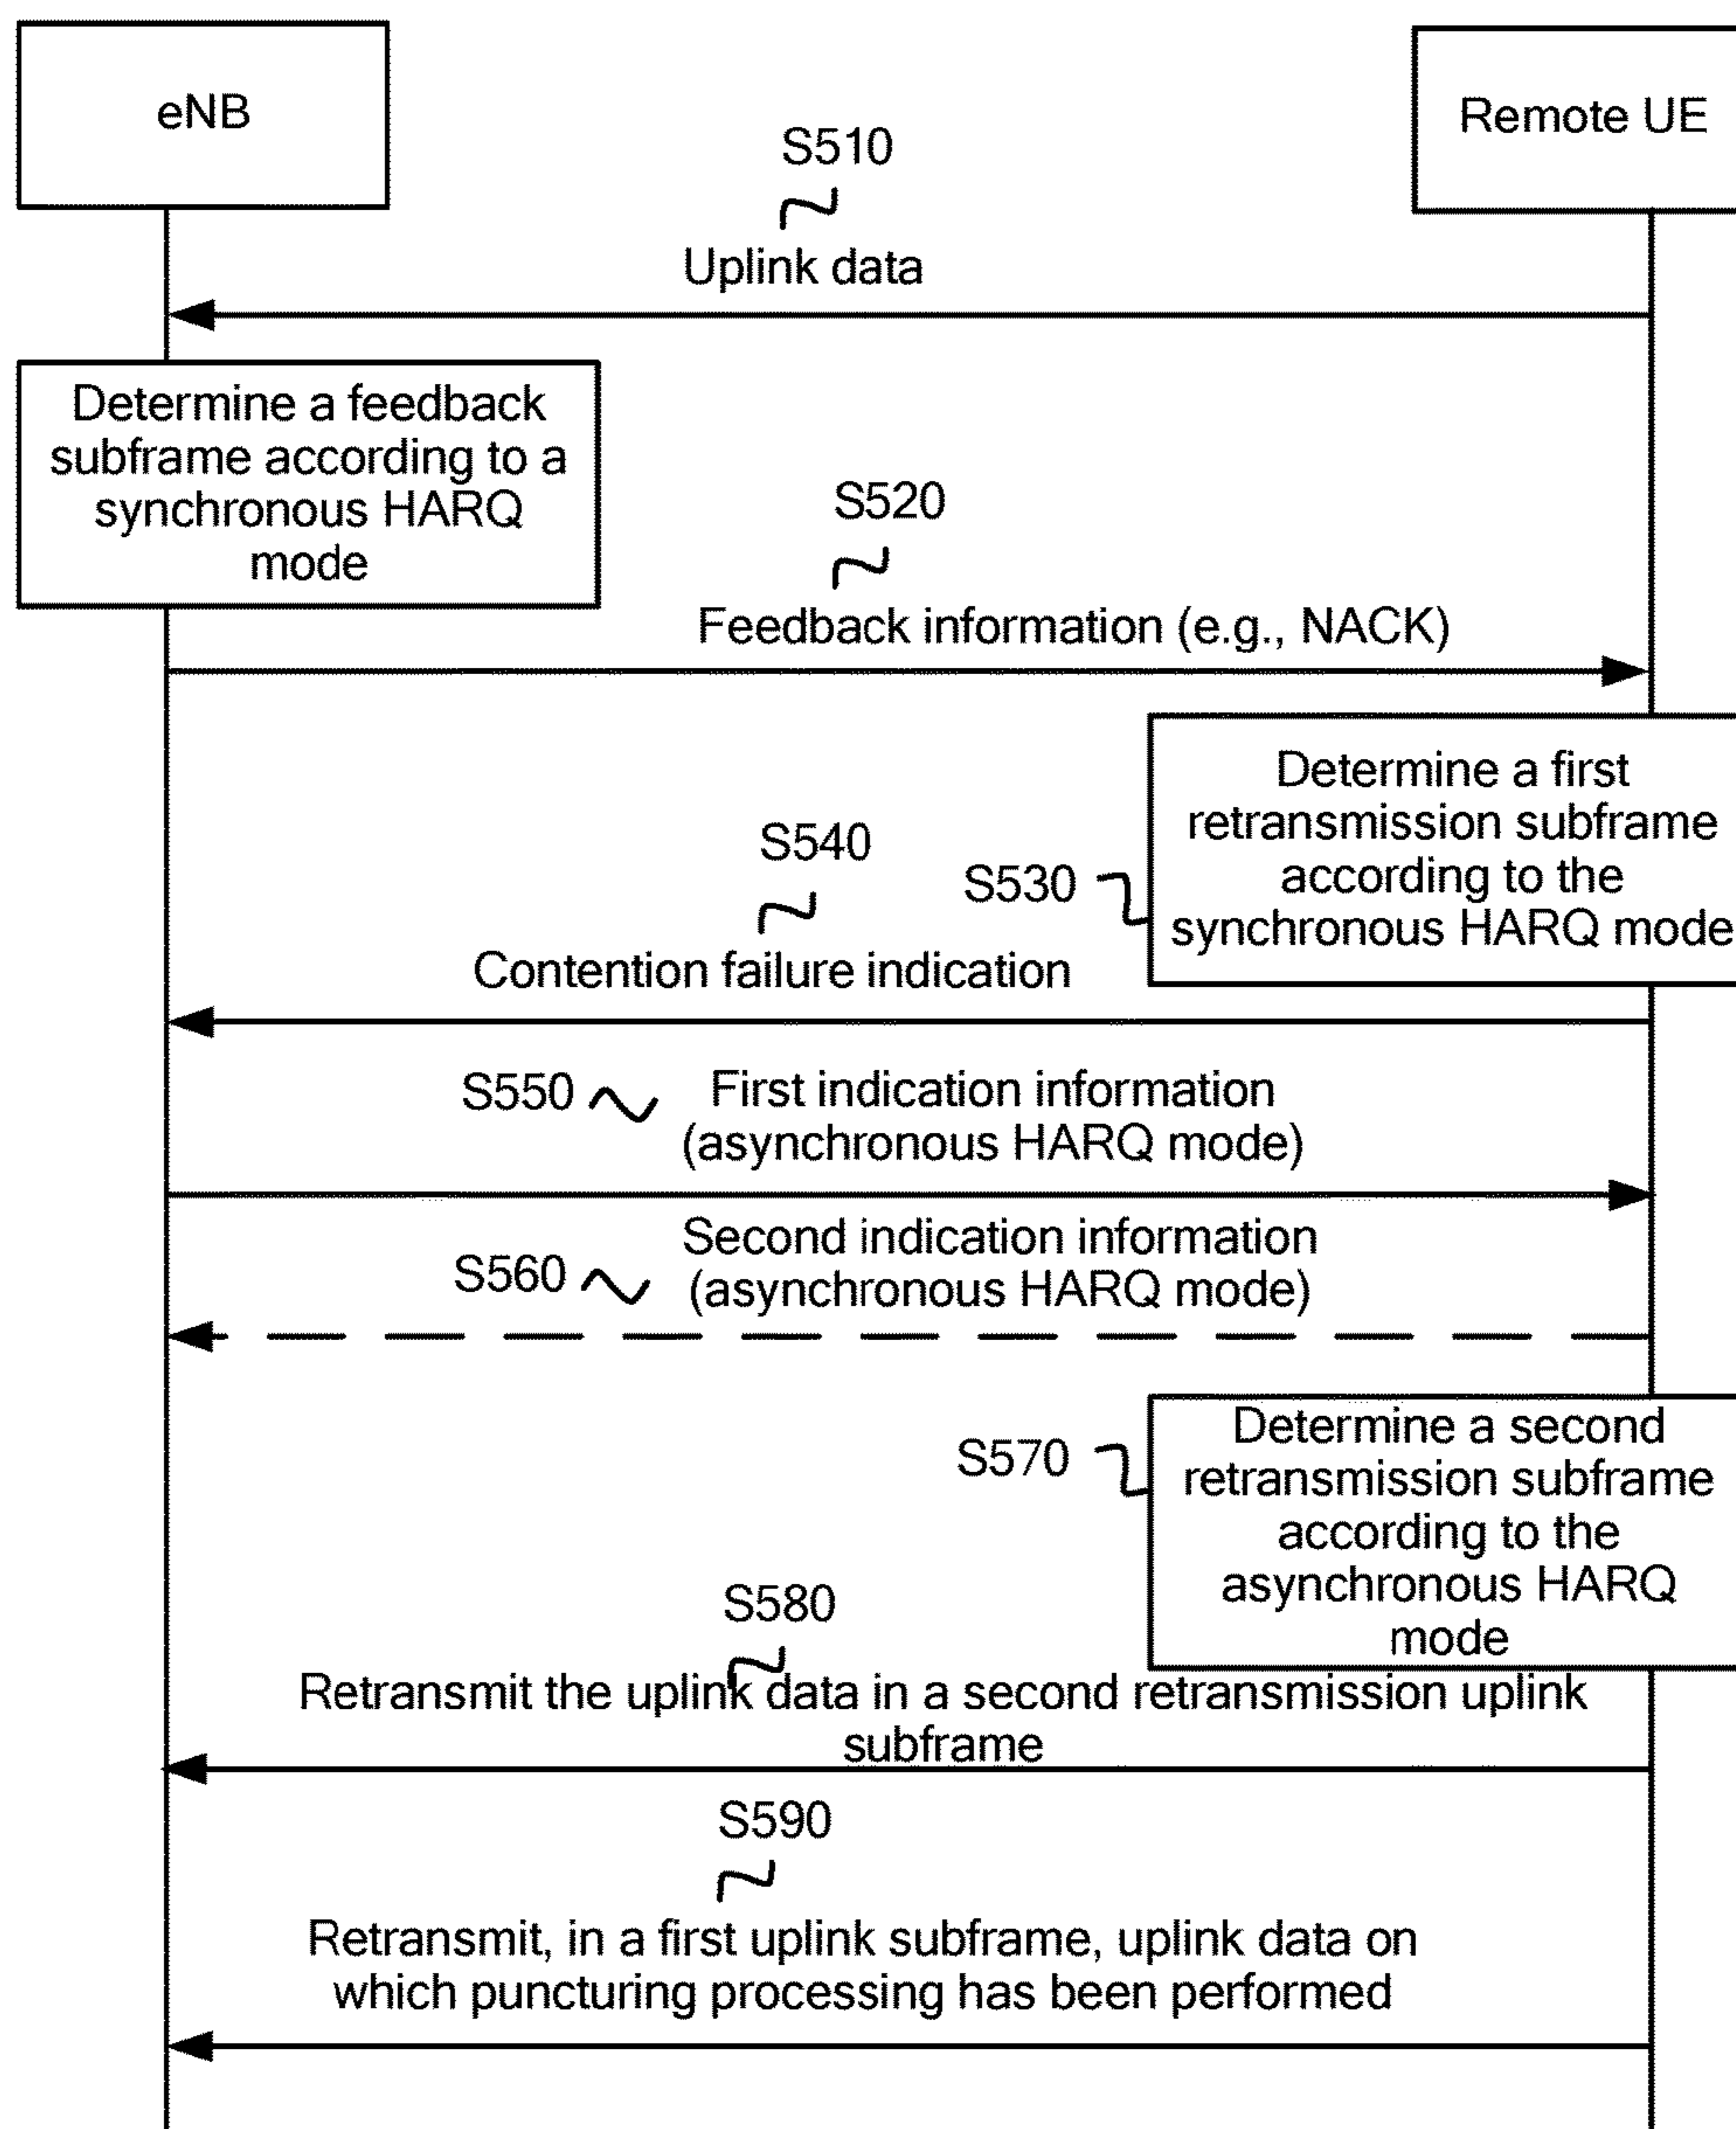 eNB
Remote UE
S510
Uplink data
Determine a feedback
subframe according to a
synchronous HARQ
mode
S520
Feedback information (e.g., NACK)
Determine a first
retransmission subframe
according to the
synchronous HARQ mode
S530
S540
Contention failure indication
S550
First indication information
(asynchronous HARQ mode)
S560
Second indication information
(asynchronous HARQ mode)
S570
Determine a second
retransmission subframe
according to the
asynchronous HARQ
mode
S580
Retransmit the uplink data in a second retransmission uplink
subframe
S590
Retransmit, in a first uplink subframe, uplink data on
which puncturing processing has been performed